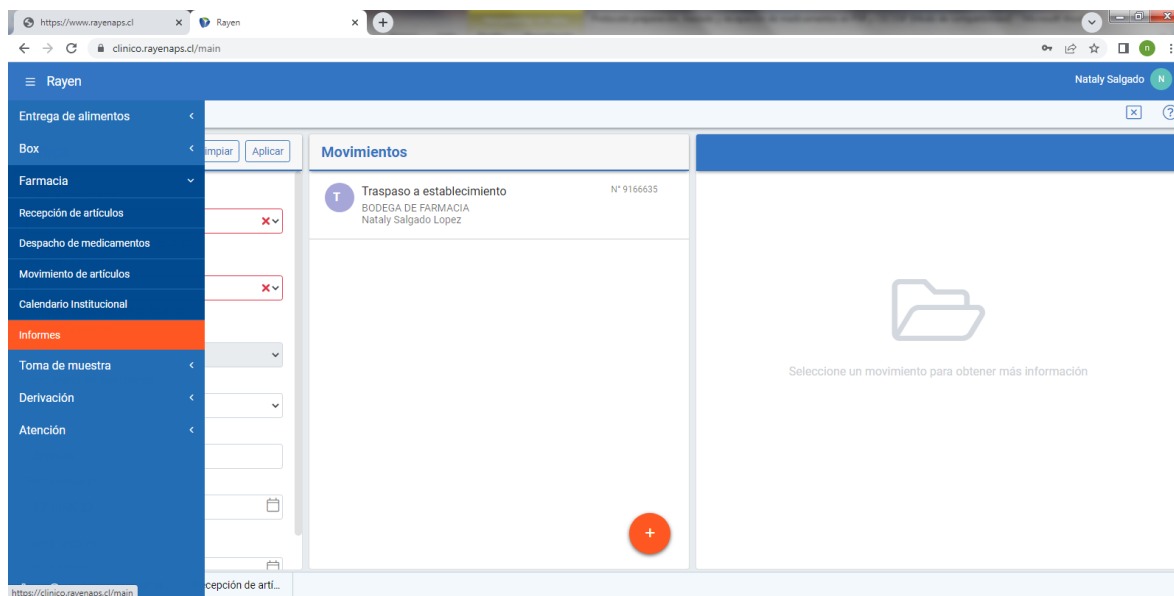 https://www.rayenaps.cl
Rayen
clinico.rayenaps.cl/main
Rayen
Nataly Salgado
N
Entrega de alimentos
Box
impiar
Aplicar
Movimientos
Farmacia
T
Traspaso a establecimiento
N° 9166635
BODEGA DE FARMACIA
Nataly Salgado Lopez
Recepción de artículos
Despacho de medicamentos
Movimiento de artículos
Calendario Institucional
Informes
Toma de muestra
Seleccione un movimiento para obtener más información
Derivación
Atención
ecepción de artí...
https://clinico.rayenaps.cl/main